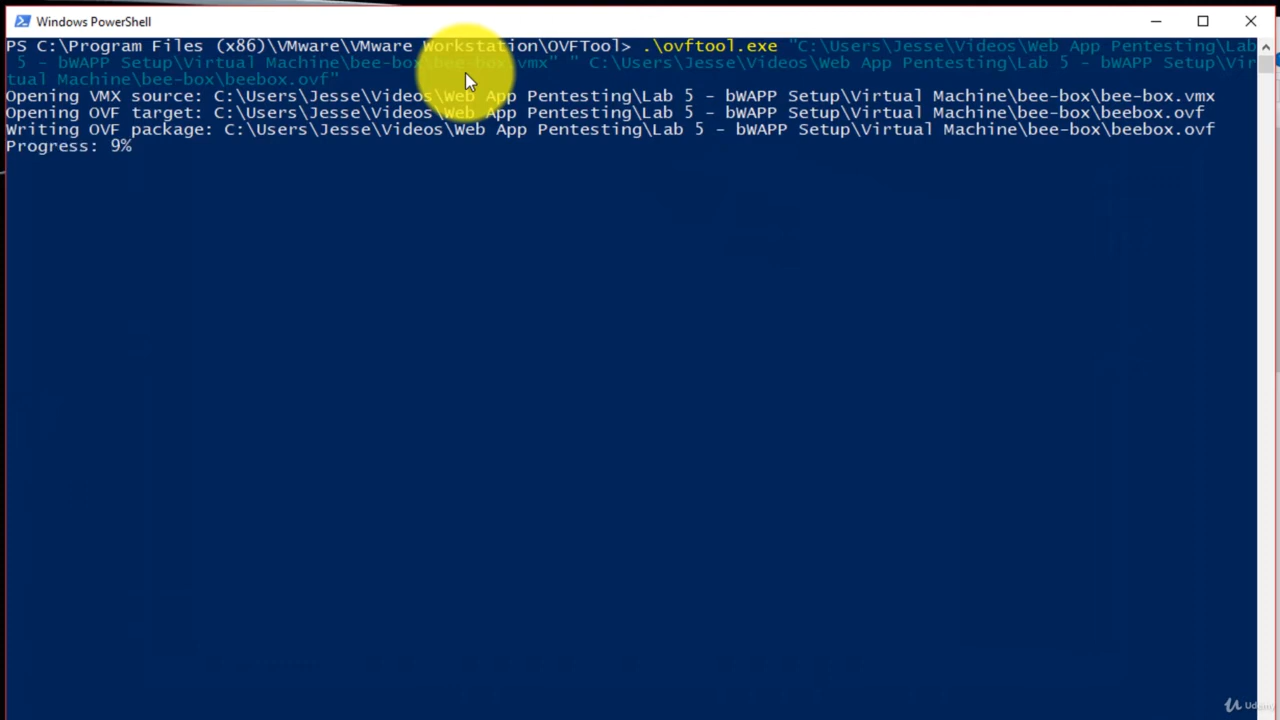 Windows PowerShell
PS C:\Program Files (x86)\VMware\VMware Workstation\OVFTool> .\ovftool.exe "C:\Users\Jesse\Videos\Web App Pentesting\Lab
 5 - bWAPP Setup\Virtual Machine\bee-box\bee-box.vmx" " C:\Users\Jesse\Videos\Web App Pentesting\Lab 5 - bWAPP Setup\Vir
tual Machine\bee-box\beebox.ovf"
Opening VMX source: C:\Users\Jesse\Videos\Web App Pentesting\Lab 5 - bWAPP Setup\Virtual Machine\bee-box\bee-box.vmx
Opening OVF target: C:\Users\Jesse\Videos\Web App Pentesting\Lab 5 - bWAPP Setup\Virtual Machine\bee-box\beebox.ovf
Writing OVF package: C:\Users\Jesse\Videos\Web App Pentesting\Lab 5 - bWAPP Setup\Virtual Machine\bee-box\beebox.ovf
Progress: 9%
Udemy